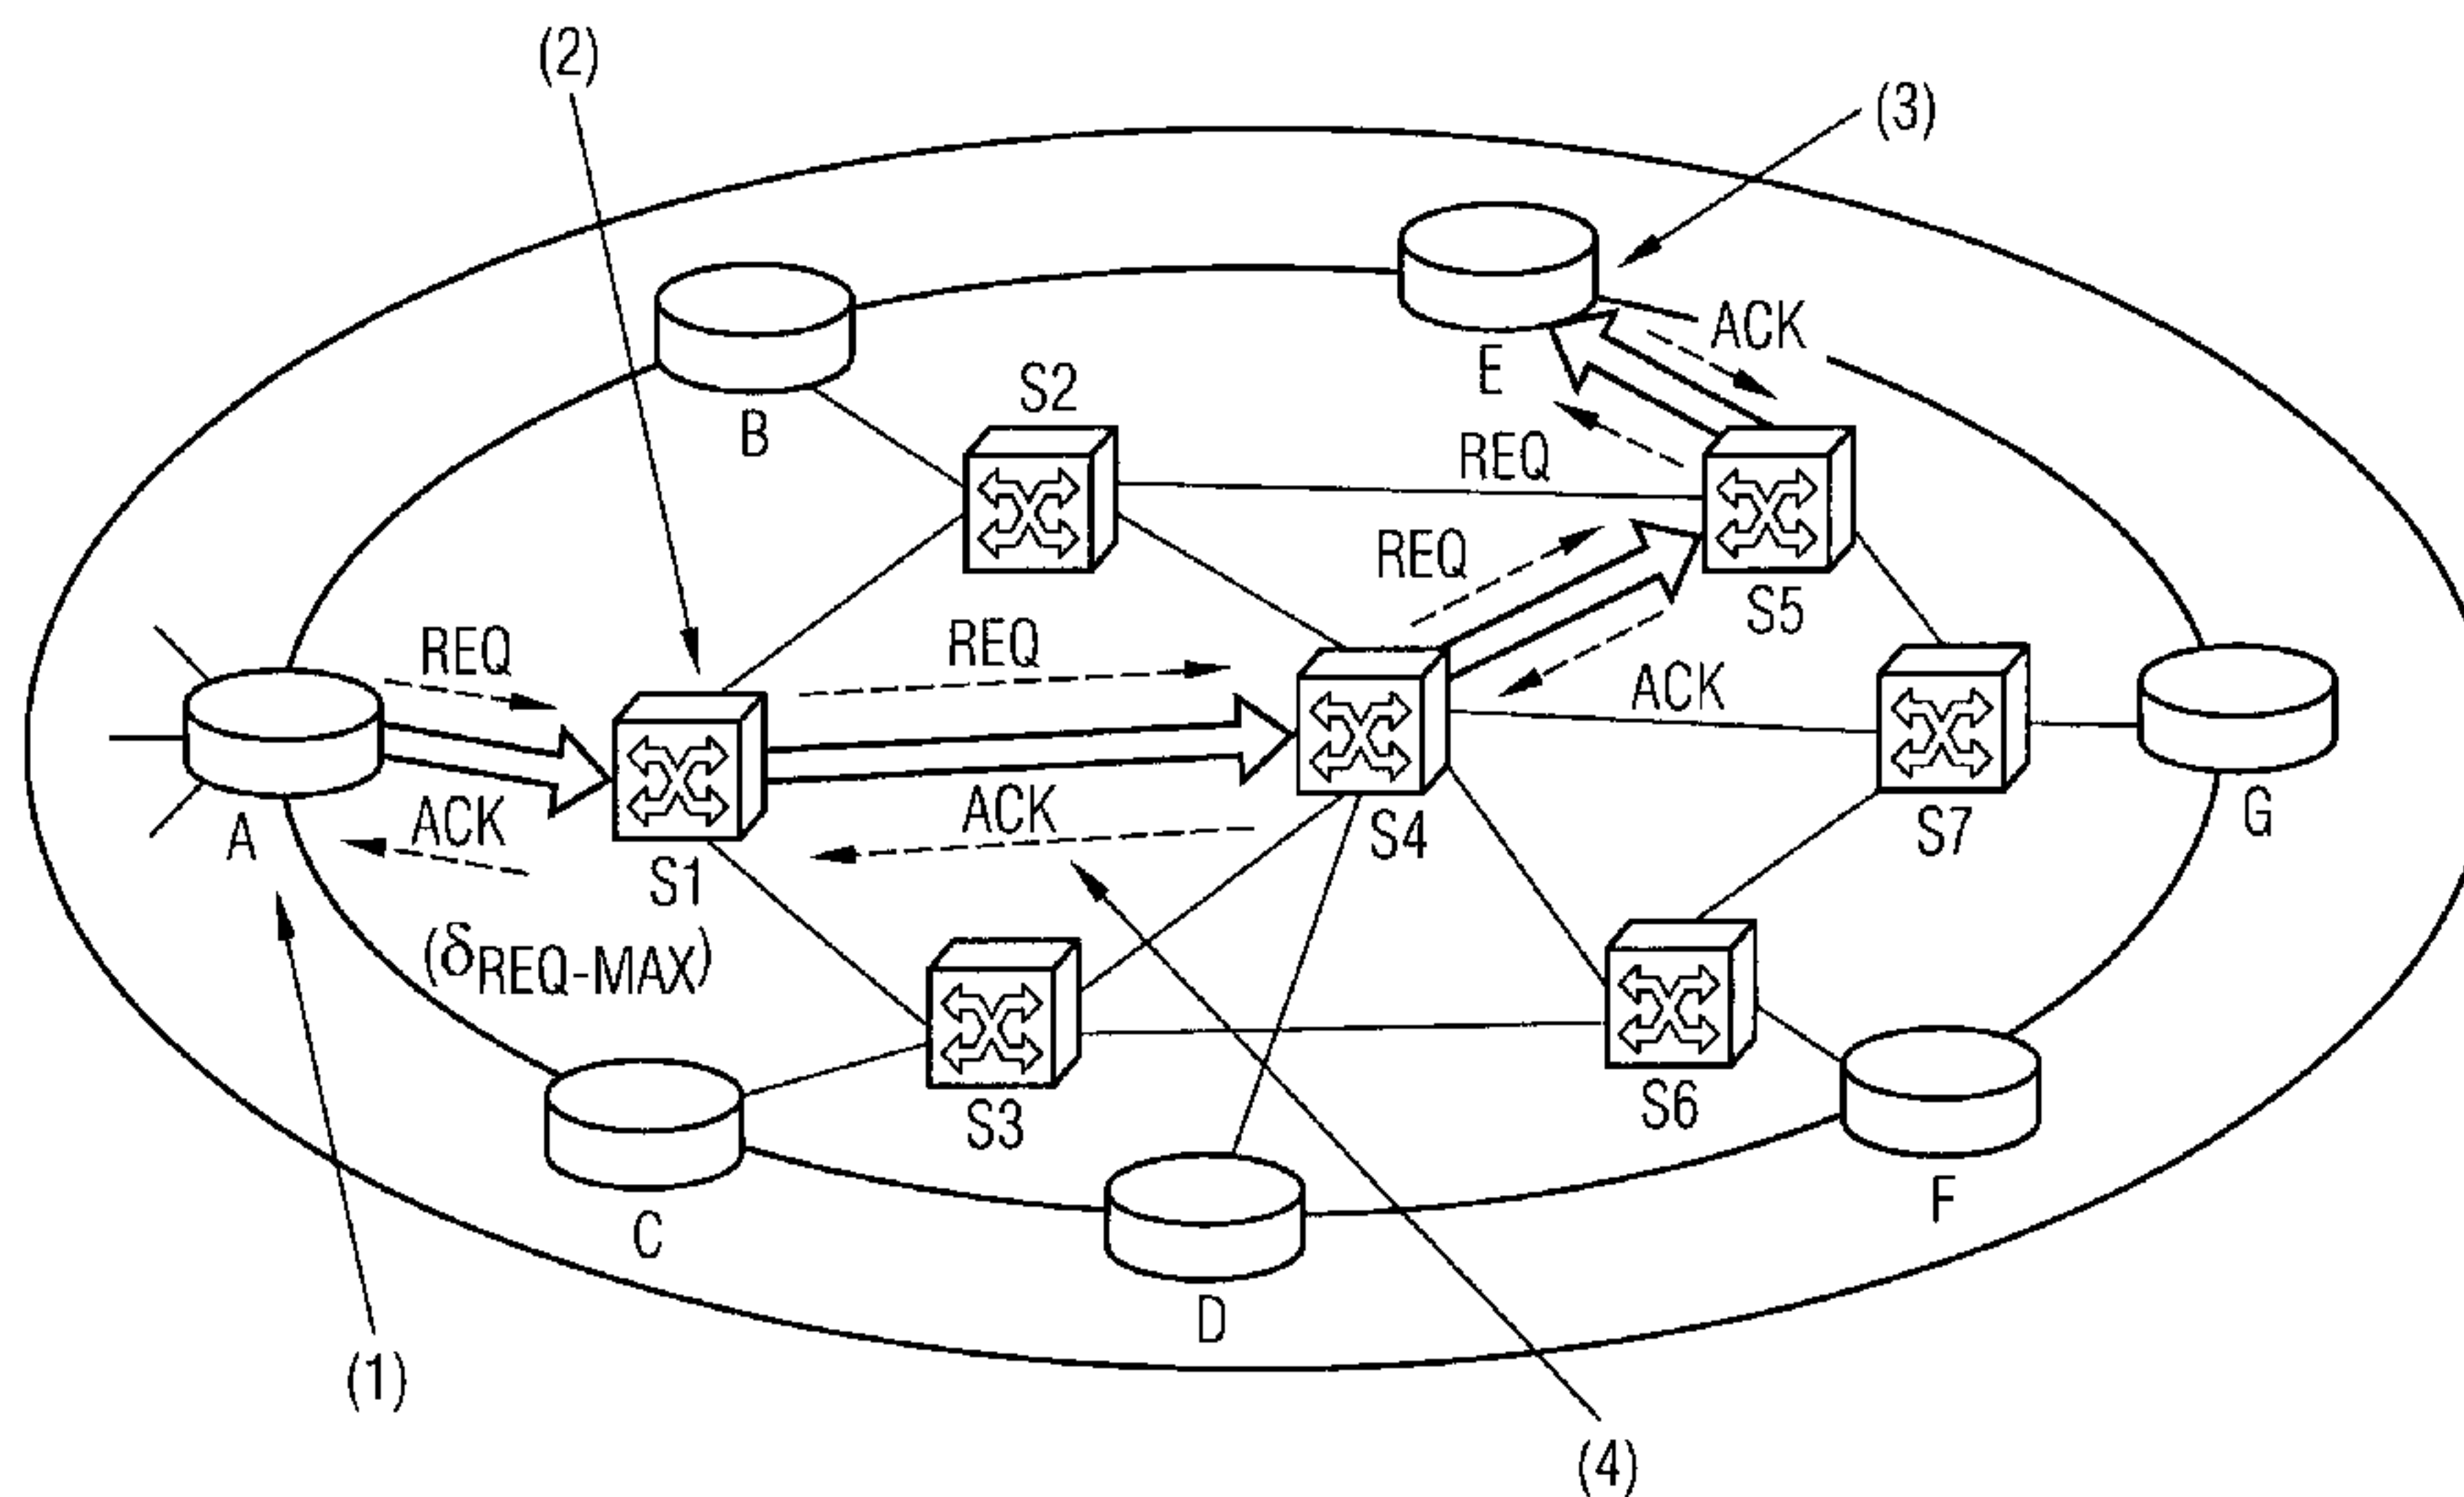 (2)
(3)
ACK
E
S2
B
REQ
REQ
S5
REQ
REQ
ACK
A
ACK
S1
ACK
S4
S7
G
(δREQ-MAX)
S3
S6
C
F
D
(1)
(4)